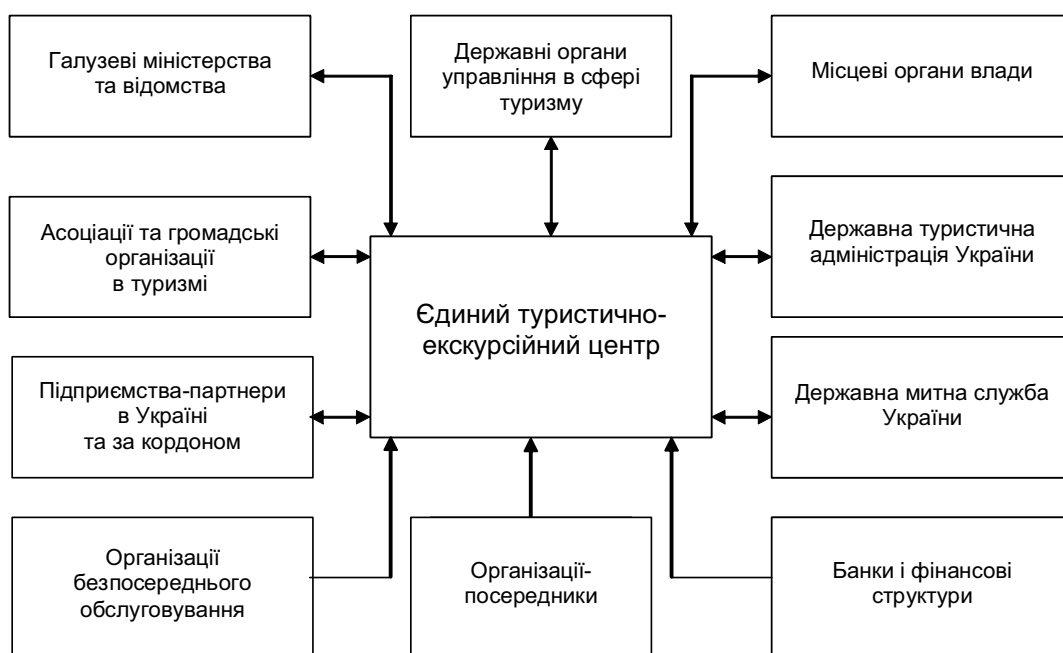 Галузеві міністерства
та відомства
Державні органи
управління в сфері
туризму
Місцеві органи влади
Асоціації та громадські
організації
в туризмі
Державна туристична
адміністрація України
Єдиний туристично-
екскурсійний центр
Підприємства-партнери
в Україні
та за кордоном
Державна митна служба
України
Організації
безпосереднього
обслуговування
Організації-
посередники
Банки і фінансові
структури